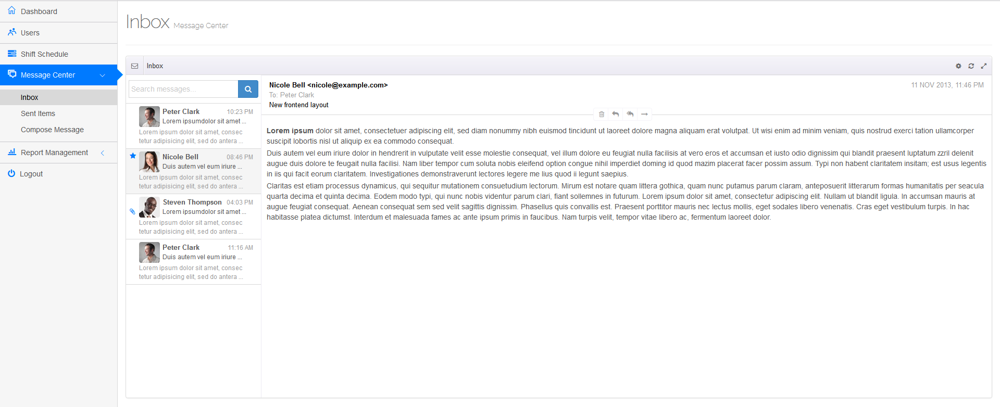 Dashboard
Users
Shift Schedule
Message Center
Inbox
Sent Items
Compose Message
Report Management
Logout
Inbox Message Center
Inbox
Search messages...
Peter Clark 10:23 PM
Lorem ipsumdolor sit amet ...
Lorem ipsum dolor sit amet, consec
tetur adipisicing elit, sed do antera ...
Nicole Bell 08:46 PM
Duis autem vel eum iriure ...
Lorem ipsum dolor sit amet, consec
tetur adipisicing elit, sed do antera ...
Steven Thompson 04:03 PM
Lorem ipsumdolor sit amet ...
Lorem ipsum dolor sit amet, consec
tetur adipisicing elit, sed do antera ...
Peter Clark 11:16 AM
Duis autem vel eum iriure ...
Lorem ipsum dolor sit amet, consec
tetur adipisicing elit, sed do antera ...
Nicole Bell <nicole@example.com> 11 NOV 2013, 11:46 PM
To: Peter Clark
New frontend layout
Lorem ipsum dolor sit amet, consectetuer adipiscing elit, sed diam nonummy nibh euismod tincidunt ut laoreet dolore magna aliquam erat volutpat. Ut wisi enim ad minim veniam, quis nostrud exerci tation ullamcorper
suscipit lobortis nisl ut aliquip ex ea commodo consequat.
Duis autem vel eum iriure dolor in hendrerit in vulputate velit esse molestie consequat, vel illum dolore eu feugiat nulla facilisis at vero eros et accumsan et iusto odio dignissim qui blandit praesent luptatum zzril delenit
augue duis dolore te feugait nulla facilisi. Nam liber tempor cum soluta nobis eleifend option congue nihil imperdiet doming id quod mazim placerat facer possim assum. Typi non habent claritatem insitam; est usus legentis
in iis qui facit eorum claritatem. Investigationes demonstraverunt lectores legere me lius quod ii legunt saepius.
Claritas est etiam processus dynamicus, qui sequitur mutationem consuetudium lectorum. Mirum est notare quam littera gothica, quam nunc putamus parum claram, anteposuerit litterarum formas humanitatis per seacula
quarta decima et quinta decima. Eodem modo typi, qui nunc nobis videntur parum clari, fiant sollemnes in futurum. Lorem ipsum dolor sit amet, consectetur adipiscing elit. Nullam ut blandit ligula. In accumsan mauris at
augue feugiat consequat. Aenean consequat sem sed velit sagittis dignissim. Phasellus quis convallis est. Praesent porttitor mauris nec lectus mollis, eget sodales libero venenatis. Cras eget vestibulum turpis. In hac
habitasse platea dictumst. Interdum et malesuada fames ac ante ipsum primis in faucibus. Nam turpis velit, tempor vitae libero ac, fermentum laoreet dolor.